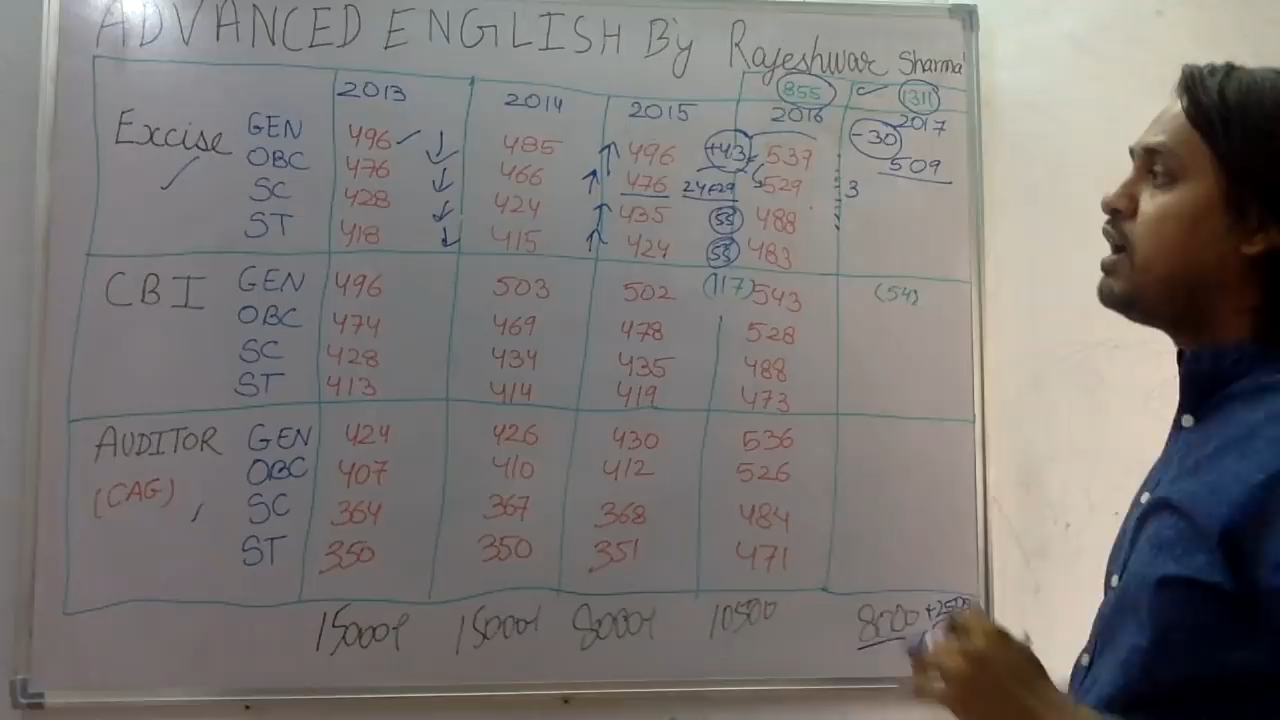 ADVANCED ENGLISH By Rajeshwar Sharma
855 1311
2013 2014 2015 2016 2017
Excise GEN 496 485 496 +43 539 -30 509
OBC 476 466 476 24+29 529 3
SC 428 424 435 53 488
ST 418 415 424 483
CBI GEN 496 503 502 (117) 543 (54)
OBC 474 469 478 528
SC 428 434 435 488
ST 413 414 419 473
AUDITOR GEN 424 426 430 536
OBC 407 410 412 526
(CAG) SC 364 367 368 484
ST 350 350 351 471
15000+ 15000+ 8000+ 10500 8000